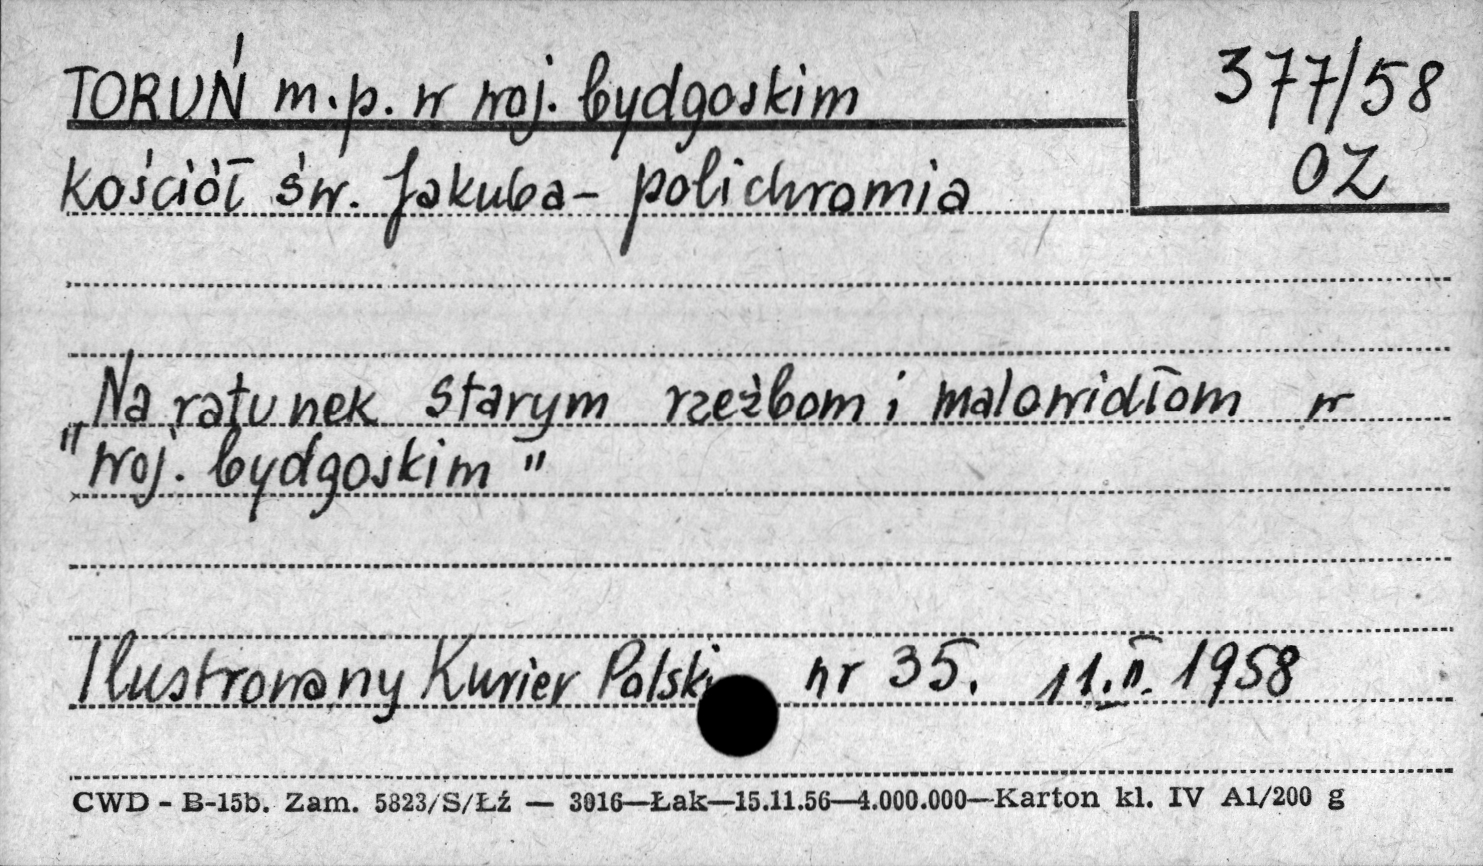 TORUŃ m.p. w woj. bydgoskim
377/58
OZ
kościół św. Jakuba - polichromia
"Na ratunek starym rzeźbom i malowidłom w
woj. bydgoskim"
Ilustrowany Kurier Polski nr 35. 11.II.1958
CWD - B-15b. Zam. 5823/S/Łź — 3916—Łak—15.11.56—4.000.000—Karton kl. IV A1/200 g